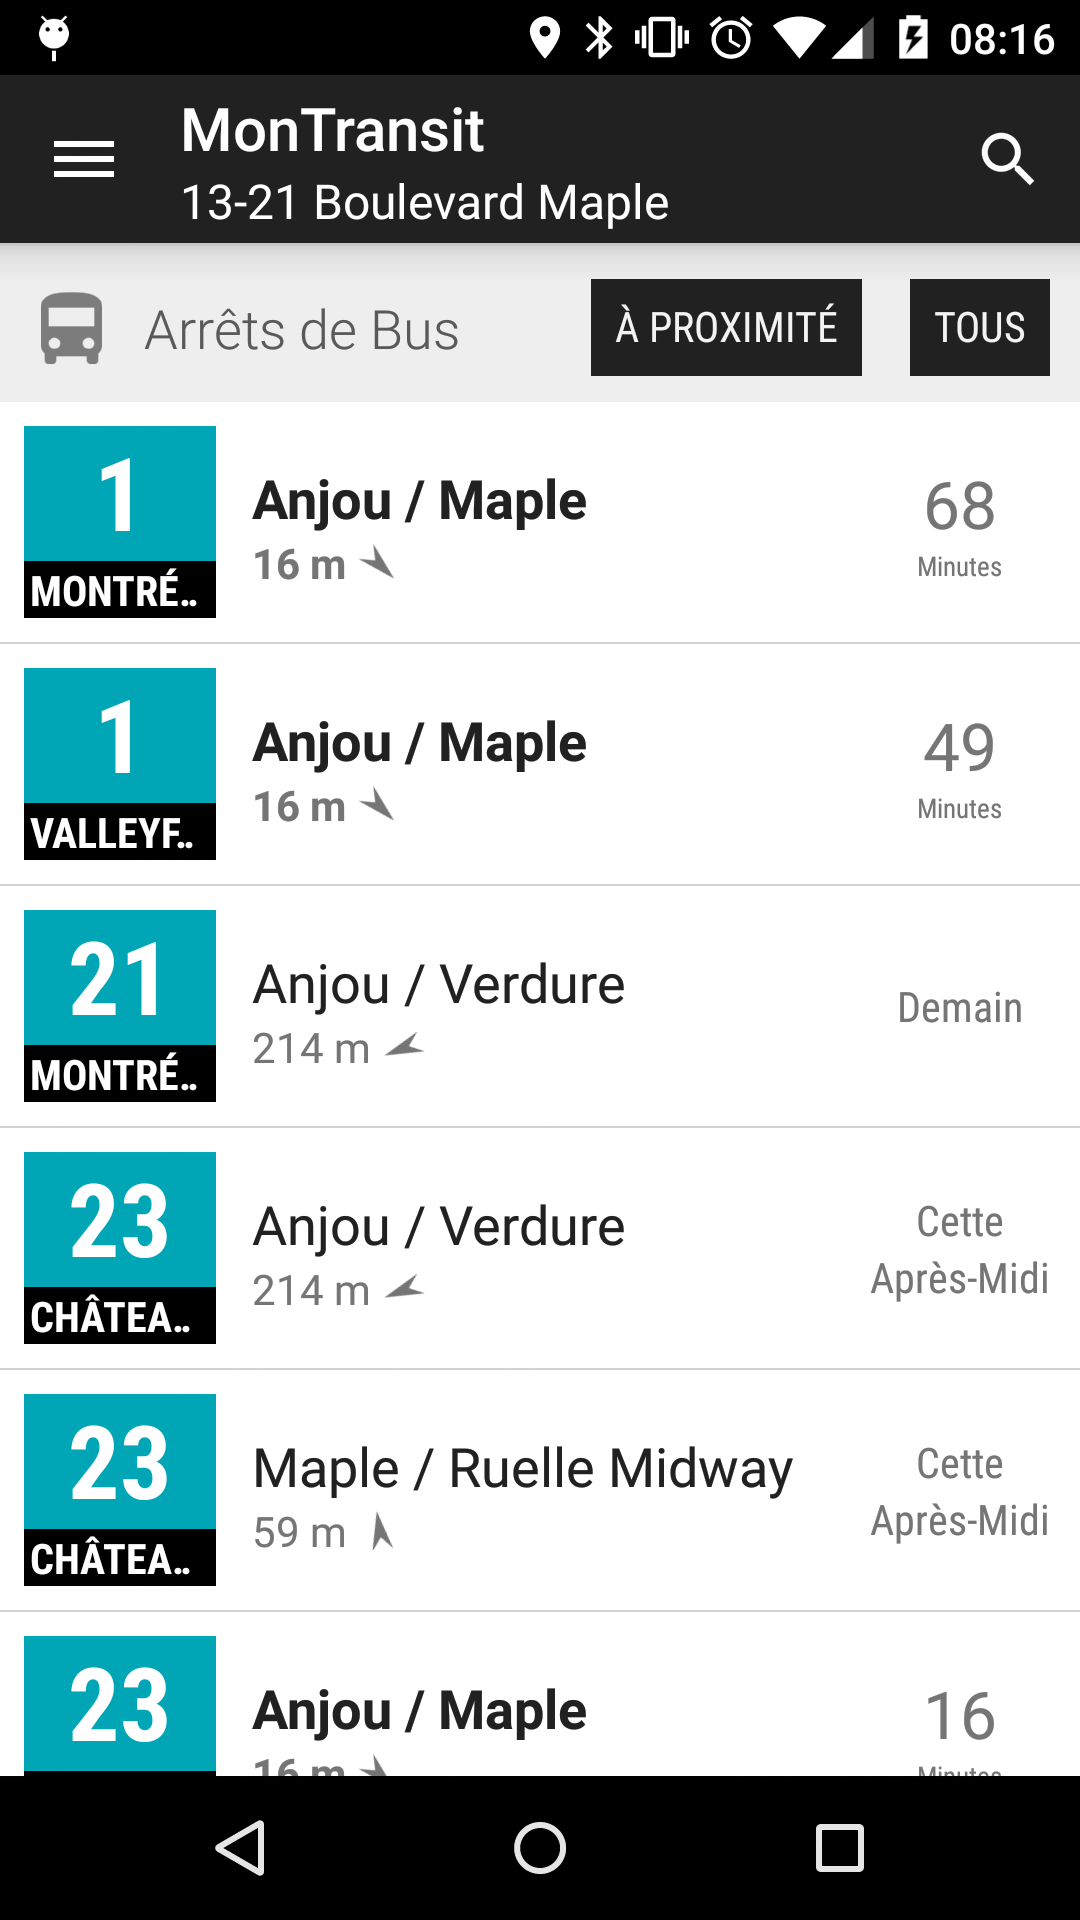 08:16
MonTransit
13-21 Boulevard Maple
Arrêts de Bus
À PROXIMITÉ
TOUS
1
MONTRÉ..
Anjou / Maple
16 m
68
Minutes
1
VALLEYF..
Anjou / Maple
16 m
49
Minutes
21
MONTRÉ..
Anjou / Verdure
214 m
Demain
23
CHÂTEA..
Anjou / Verdure
214 m
Cette
Après-Midi
23
CHÂTEA..
Maple / Ruelle Midway
59 m
Cette
Après-Midi
23
Anjou / Maple
16 m
16
Minutes